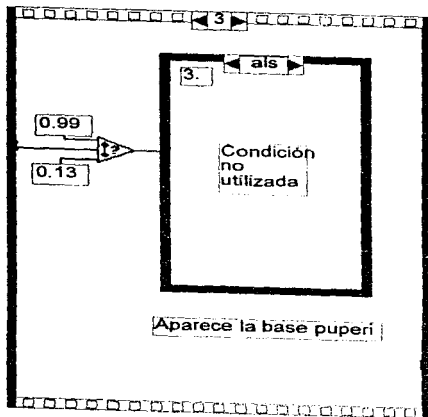 3
als
3.
0.99
?
0.13
Condición
no
utilizada
Aparece la base puperi